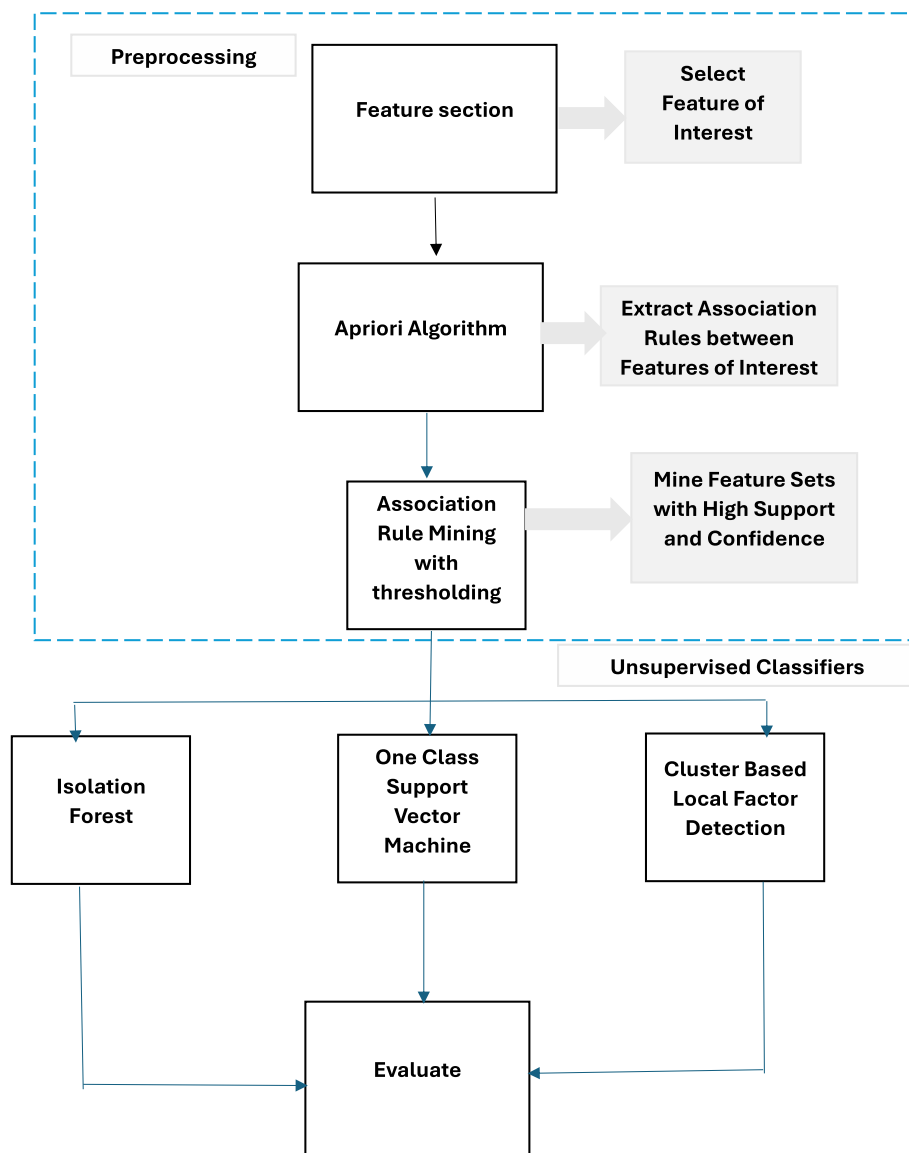 Preprocessing
Feature section
Select
Feature of
Interest
Apriori Algorithm
Extract Association
Rules between
Features of Interest
Association
Rule Mining
with
thresholding
Mine Feature Sets
with High Support
and Confidence
Unsupervised Classifiers
Isolation
Forest
One Class
Support
Vector
Machine
Cluster Based
Local Factor
Detection
Evaluate